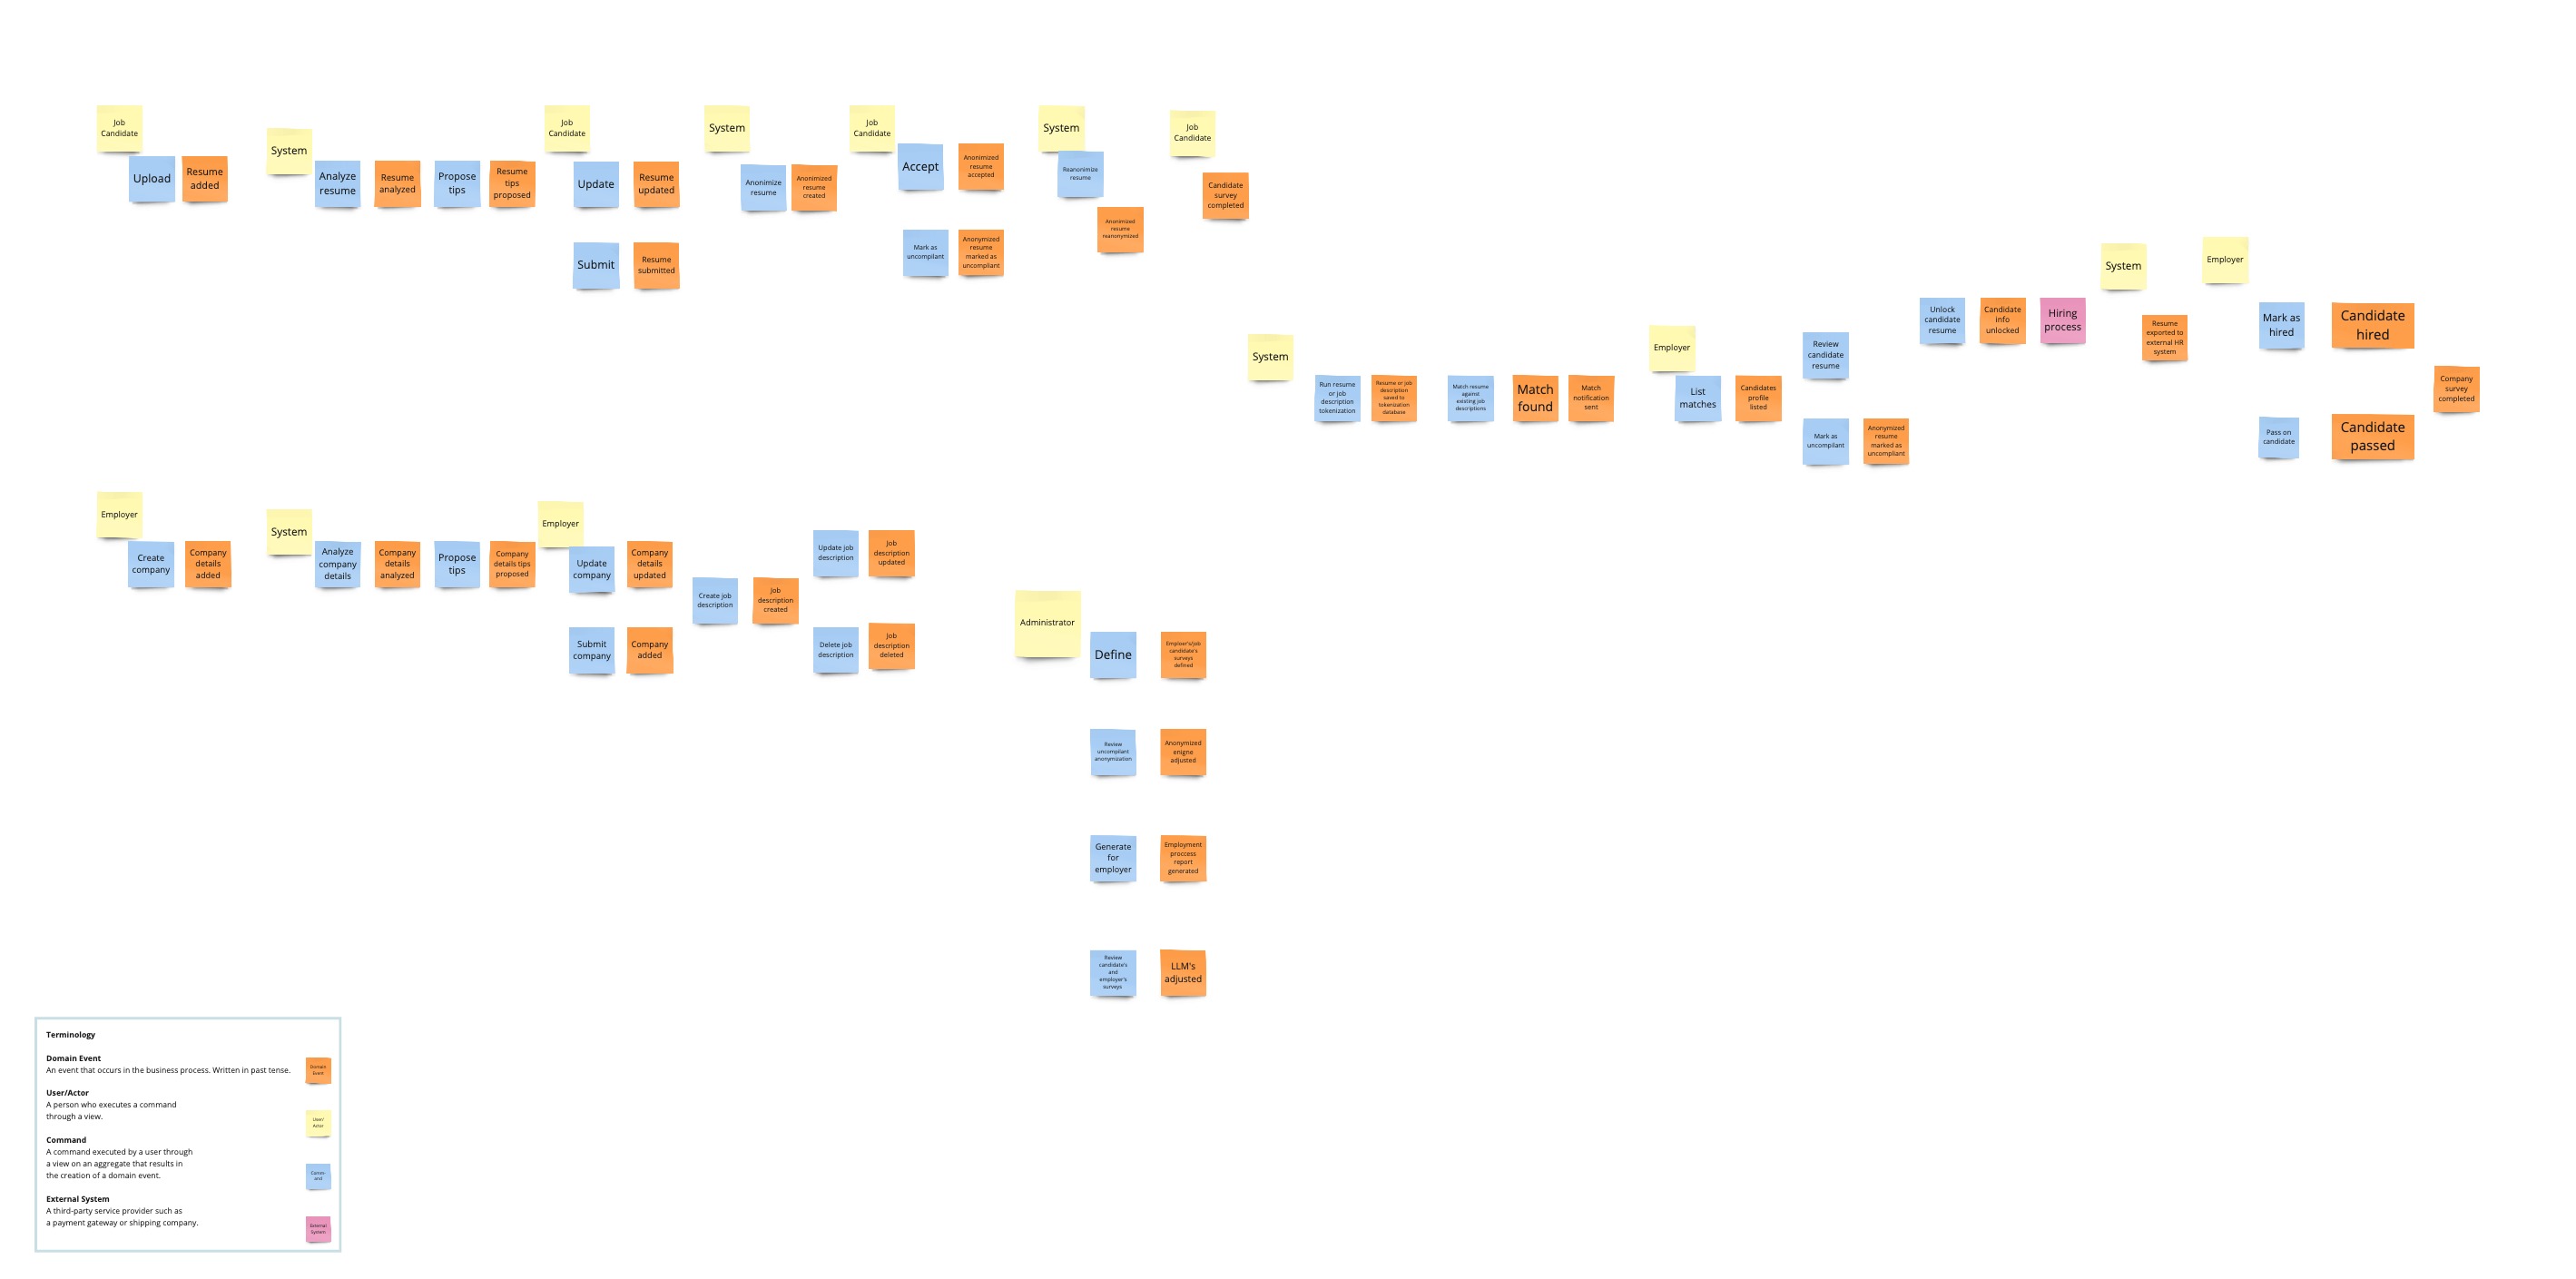 Job
Candidate
Upload
Resume
added
System
Analyze
resume
Resume
analyzed
Propose
tips
Resume
tips
proposed
Job
Candidate
Update
Resume
updated
Submit
Resume
submitted
System
Anonimize
resume
Anonimized
resume
created
Job
Candidate
Accept
Anonimized
resume
accepted
Mark as
uncompilant
Anonymized
resume
marked as
uncompliant
System
Reanonimize
resume
Anonimized
resume
reanonymized
Job
Candidate
Candidate
survey
completed
System
Run resume
or job
description
tokenization
Resume or job
description
saved to
tokenization
database
Match resume
against
existing job
descriptions
Match
found
Match
notification
sent
Employer
List
matches
Candidates
profile
listed
Review
candidate
resume
Mark as
uncompilant
Anonymized
resume
marked as
uncompliant
Unlock
candidate
resume
Candidate
info
unlocked
Hiring
process
System
Resume
exported to
external HR
system
Employer
Mark as
hired
Candidate
hired
Pass on
candidate
Candidate
passed
Company
survey
completed
Employer
Create
company
Company
details
added
System
Analyze
company
details
Company
details
analyzed
Propose
tips
Company
details tips
proposed
Employer
Update
company
Company
details
updated
Submit
company
Company
added
Create job
description
Job
description
created
Update job
description
Job
description
updated
Delete job
description
Job
description
deleted
Administrator
Define
Employer's/job
candidate's
surveys
defined
Review
uncompilant
anonymization
Anonymized
enigne
adjusted
Generate
for
employer
Employment
proccess
report
generated
Review
candidate's
and
employer's
surveys
LLM's
adjusted
Terminology
Domain Event
An event that occurs in the business process. Written in past tense.
Domain
Event
User/Actor
A person who executes a command
through a view.
User/
Actor
Command
A command executed by a user through
a view on an aggregate that results in
the creation of a domain event.
Comm-
and
External System
A third-party service provider such as
a payment gateway or shipping company.
External
System